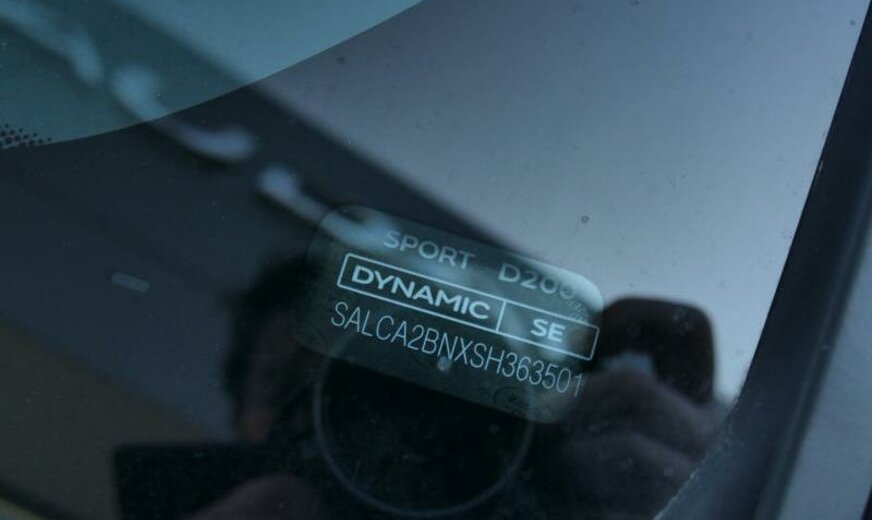 SPORT D200
DYNAMIC SE
SALCA2BNXSH363501